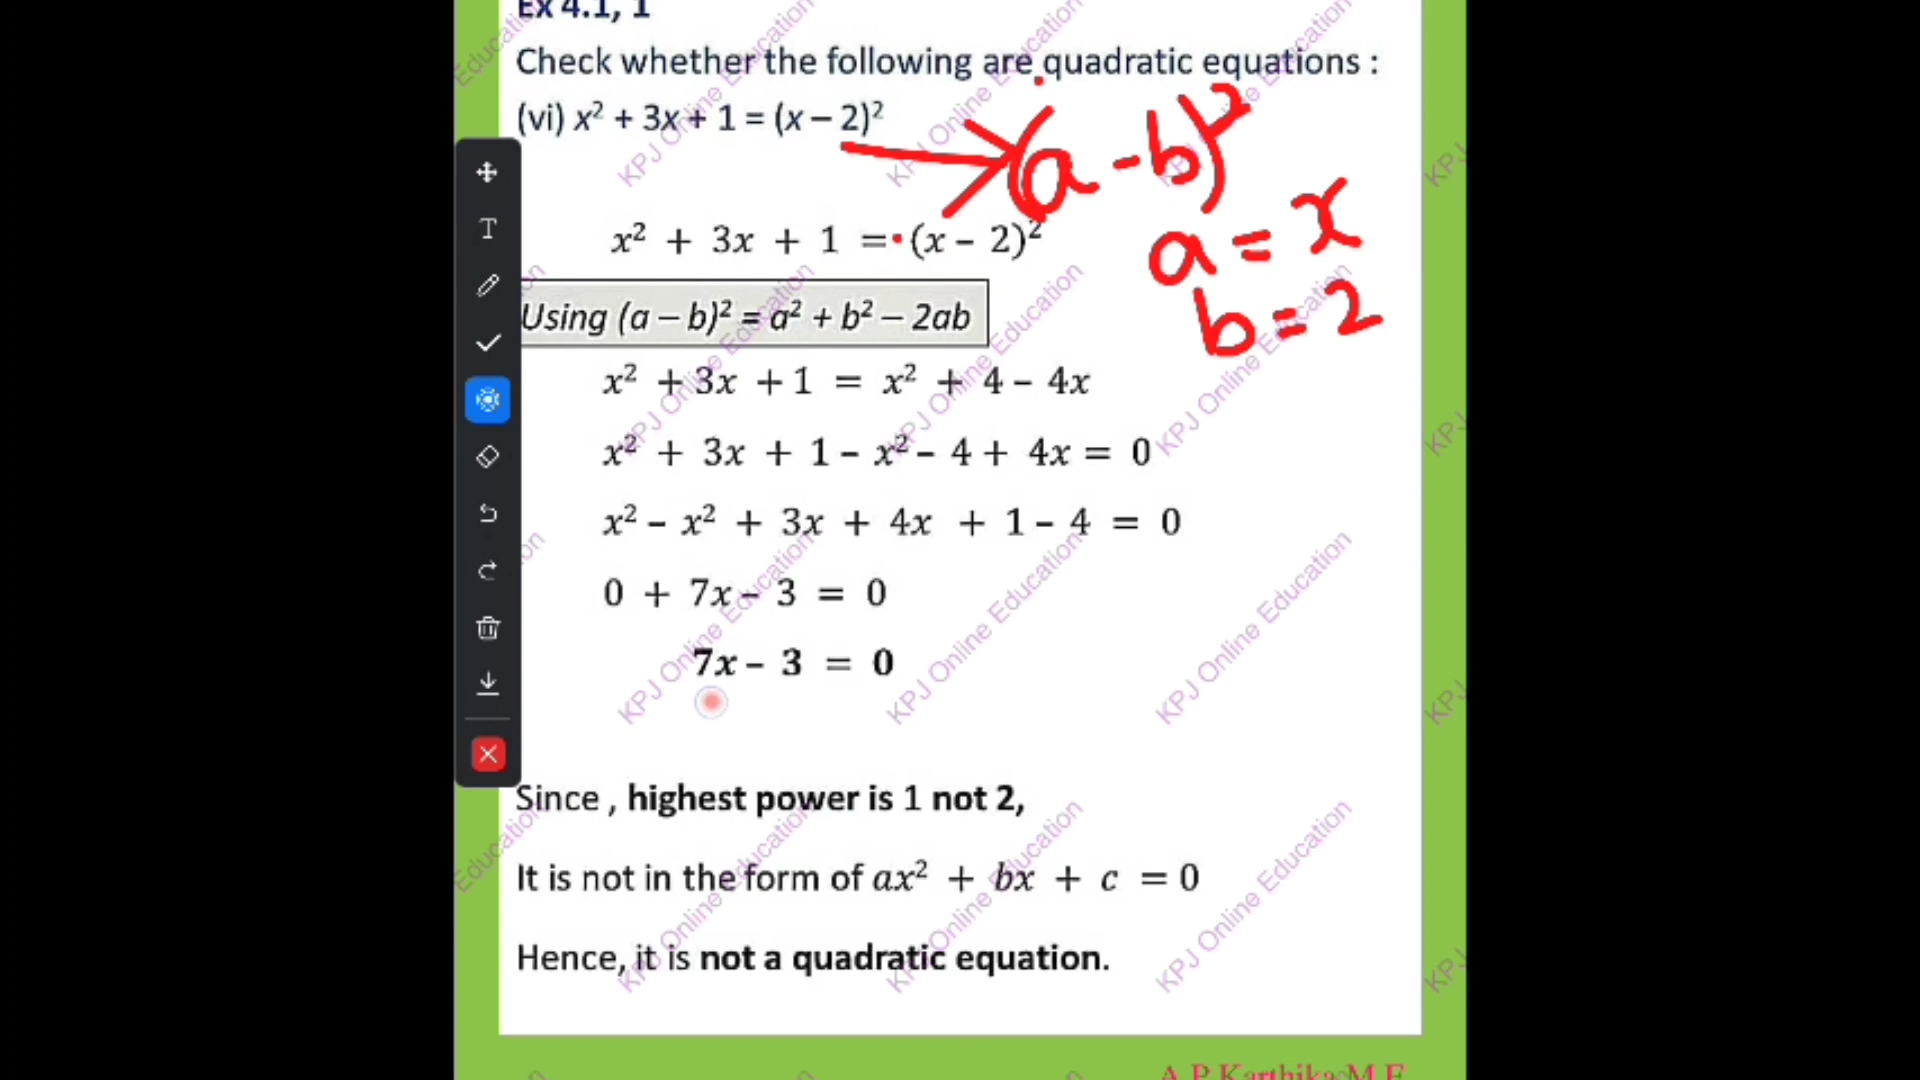 Ex 4.1, 1
Check whether the following are quadratic equations :
(vi) x² + 3x + 1 = (x – 2)²
(a - b)²
a = x
b = 2
x² + 3x + 1 = (x – 2)²
Using (a – b)² = a² + b² – 2ab
x² + 3x + 1 = x² + 4 – 4x
x² + 3x + 1 – x² – 4 + 4x = 0
x² – x² + 3x + 4x + 1 – 4 = 0
0 + 7x – 3 = 0
7x – 3 = 0
Since , highest power is 1 not 2,
It is not in the form of ax² + bx + c = 0
Hence, it is not a quadratic equation.
A.P.Karthika M.E
KPJ Online Education